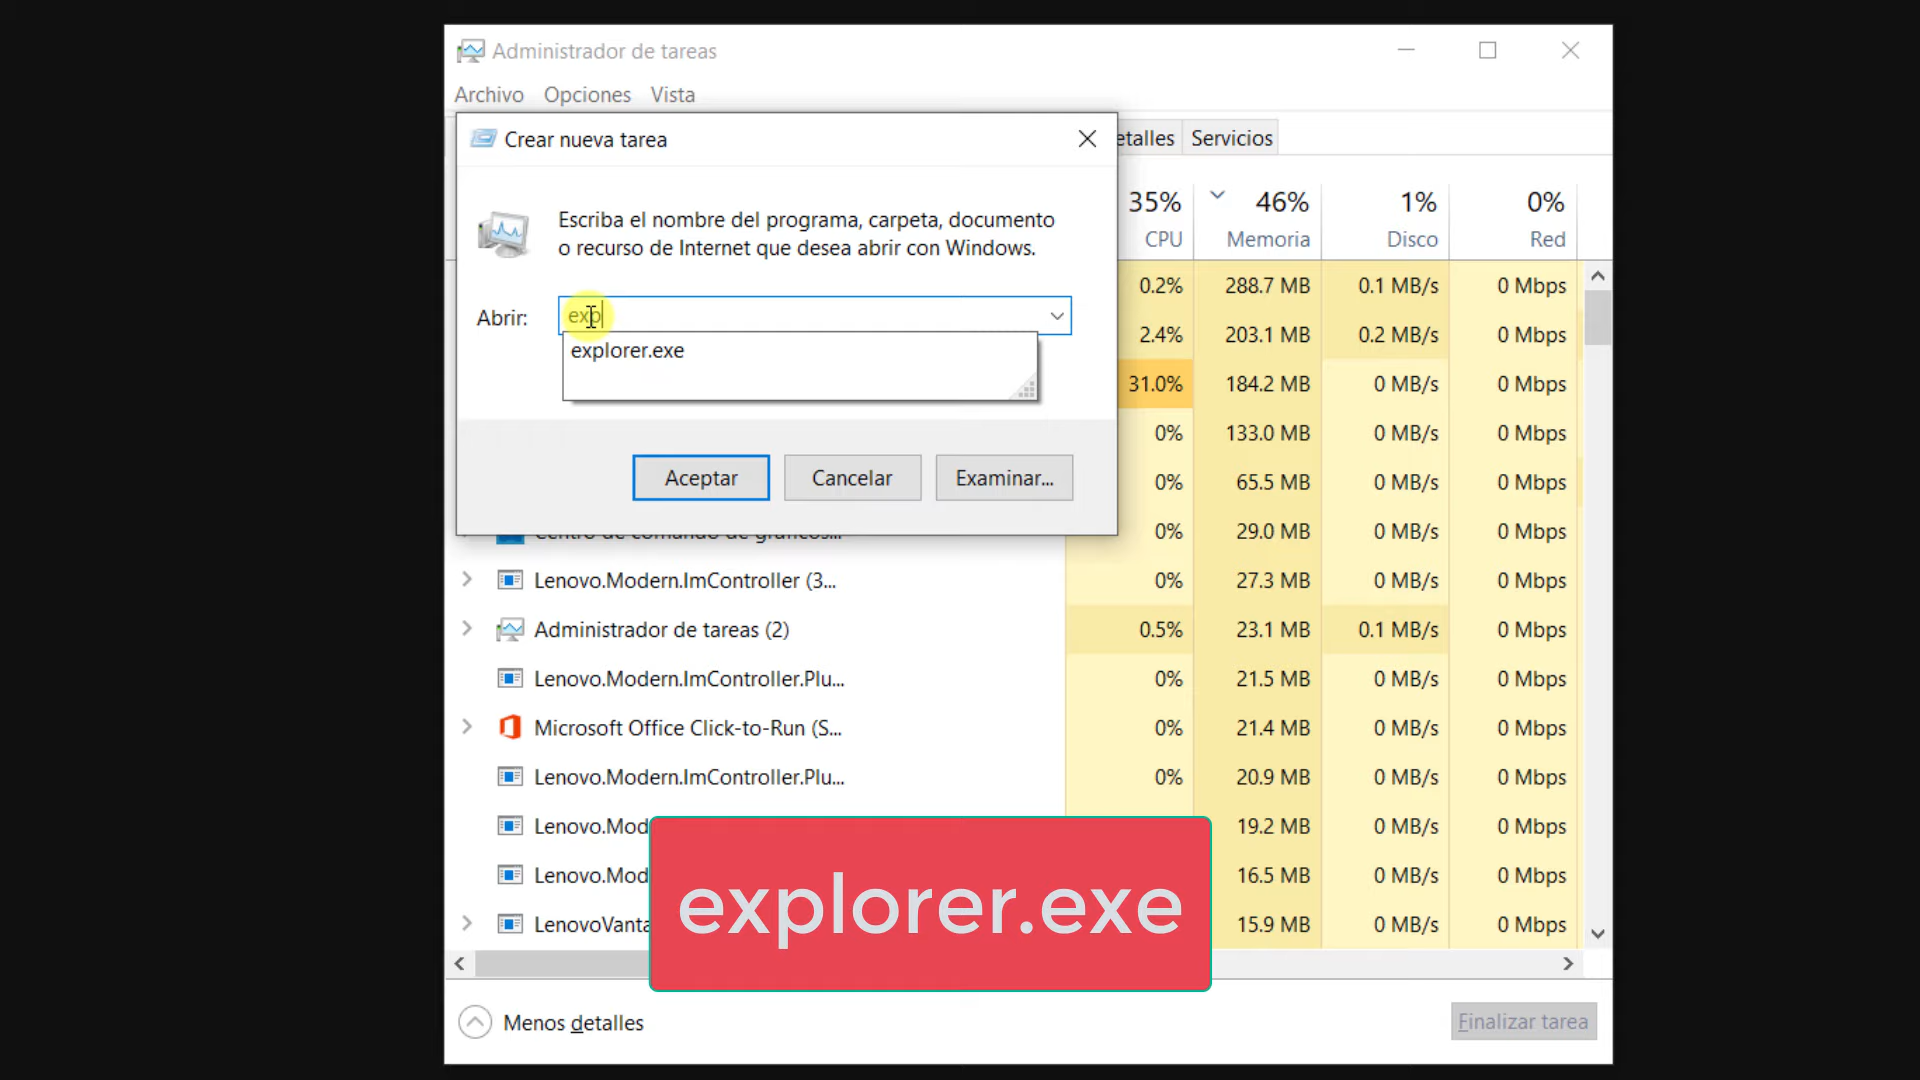 Administrador de tareas
Archivo Opciones Vista
Crear nueva tarea
etalles Servicios
Escriba el nombre del programa, carpeta, documento
o recurso de Internet que desea abrir con Windows.
Abrir: exp
explorer.exe
Aceptar Cancelar Examinar...
35% 46% 1% 0%
CPU Memoria Disco Red
0.2% 288.7 MB 0.1 MB/s 0 Mbps
2.4% 203.1 MB 0.2 MB/s 0 Mbps
31.0% 184.2 MB 0 MB/s 0 Mbps
0% 133.0 MB 0 MB/s 0 Mbps
0% 65.5 MB 0 MB/s 0 Mbps
Centro de comando de gráficos... 0% 29.0 MB 0 MB/s 0 Mbps
Lenovo.Modern.ImController (3... 0% 27.3 MB 0 MB/s 0 Mbps
Administrador de tareas (2) 0.5% 23.1 MB 0.1 MB/s 0 Mbps
Lenovo.Modern.ImController.Plu... 0% 21.5 MB 0 MB/s 0 Mbps
Microsoft Office Click-to-Run (S... 0% 21.4 MB 0 MB/s 0 Mbps
Lenovo.Modern.ImController.Plu... 0% 20.9 MB 0 MB/s 0 Mbps
Lenovo.Mod 19.2 MB 0 MB/s 0 Mbps
Lenovo.Mod 16.5 MB 0 MB/s 0 Mbps
LenovoVanta 15.9 MB 0 MB/s 0 Mbps
explorer.exe
Menos detalles Finalizar tarea